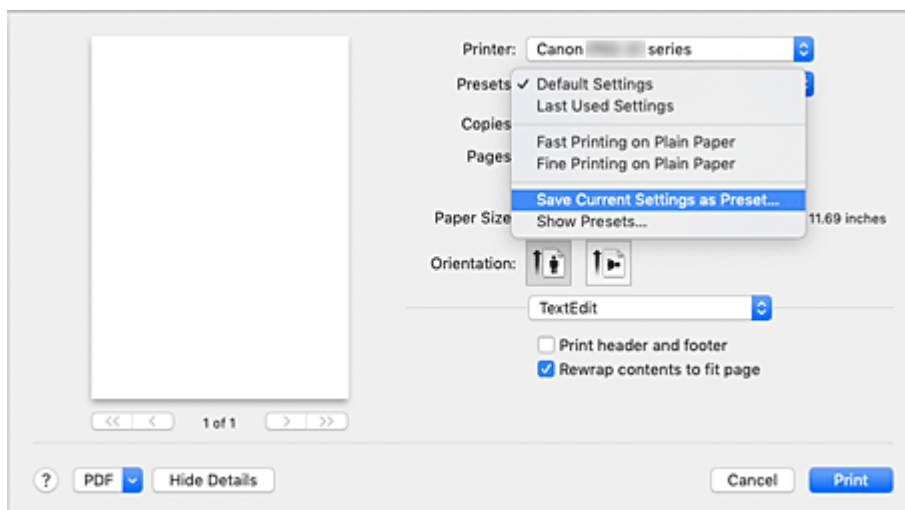 Printer: Canon series
Presets ✓ Default Settings
Last Used Settings
Copies
Fast Printing on Plain Paper
Pages
Fine Printing on Plain Paper
Save Current Settings as Preset...
Paper Size 11.69 inches
Show Presets...
Orientation:
TextEdit
Print header and footer
Rewrap contents to fit page
<< < 1 of 1 > >>
? PDF Hide Details Cancel Print